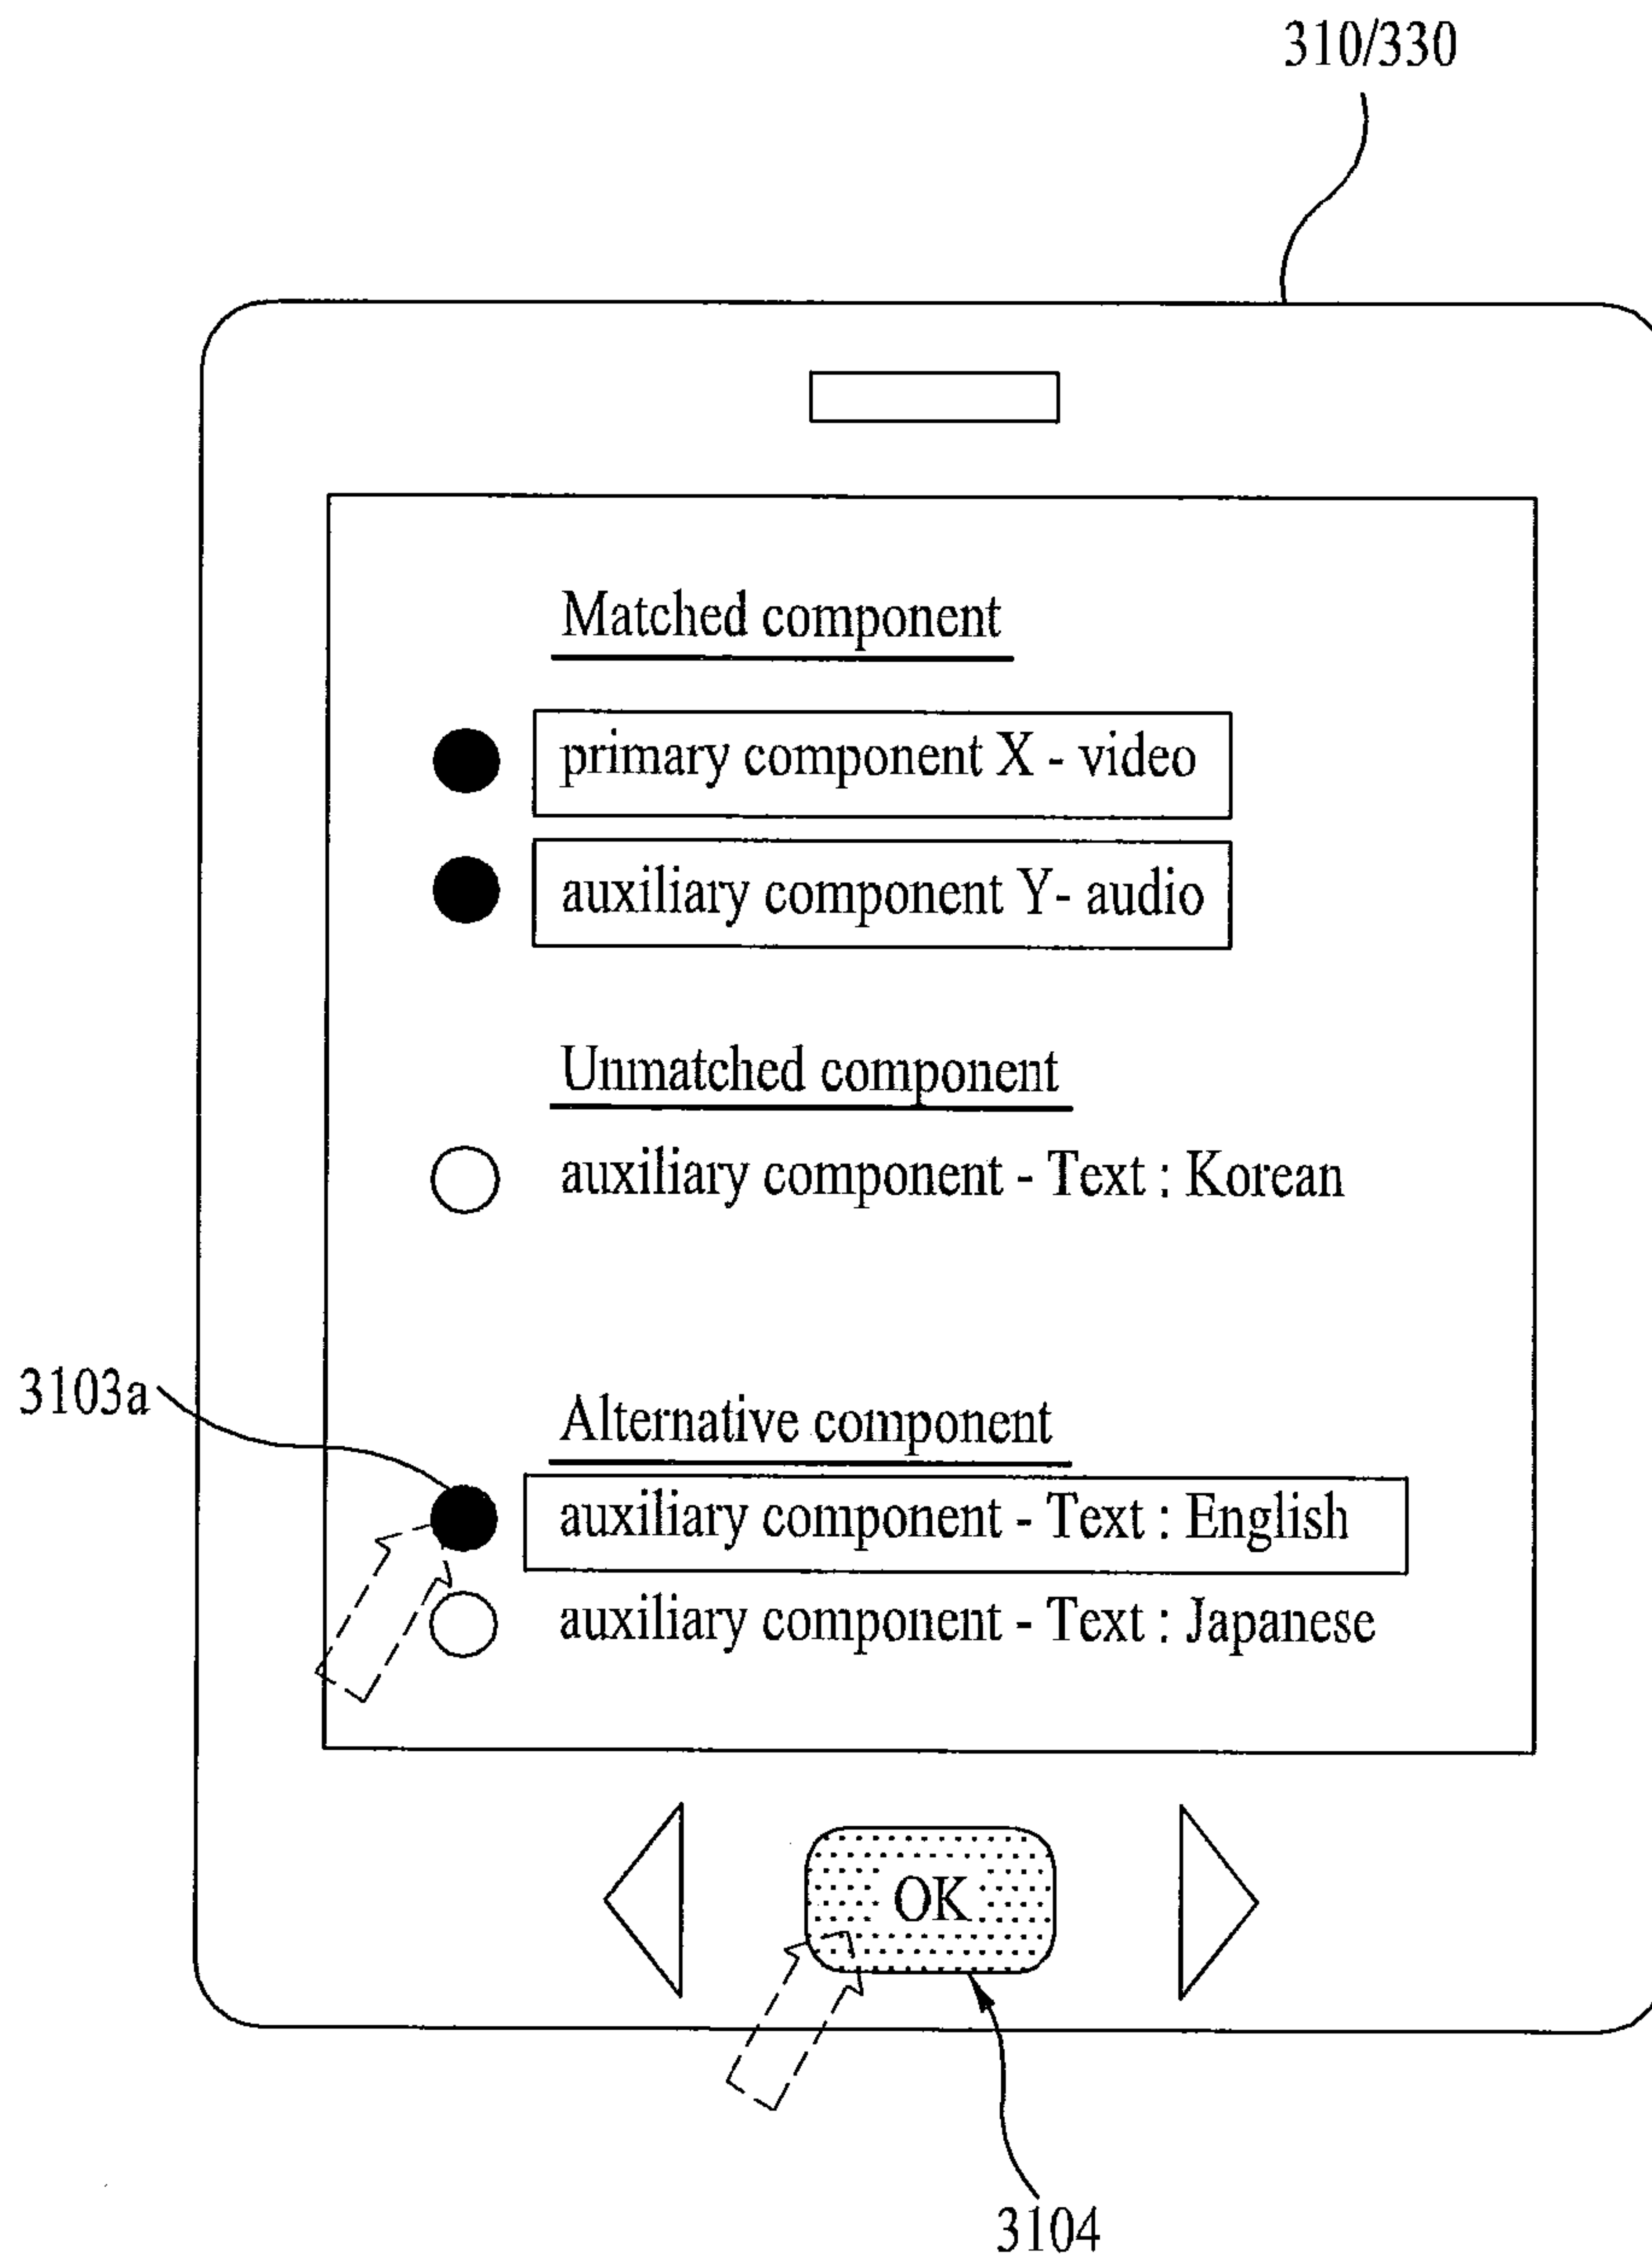 310/330
Matched component
primary component X - video
auxiliary component Y- audio
Unmatched component
auxiliary component - Text : Korean
3103a
Alternative component
auxiliary component - Text : English
auxiliary component - Text : Japanese
OK
3104